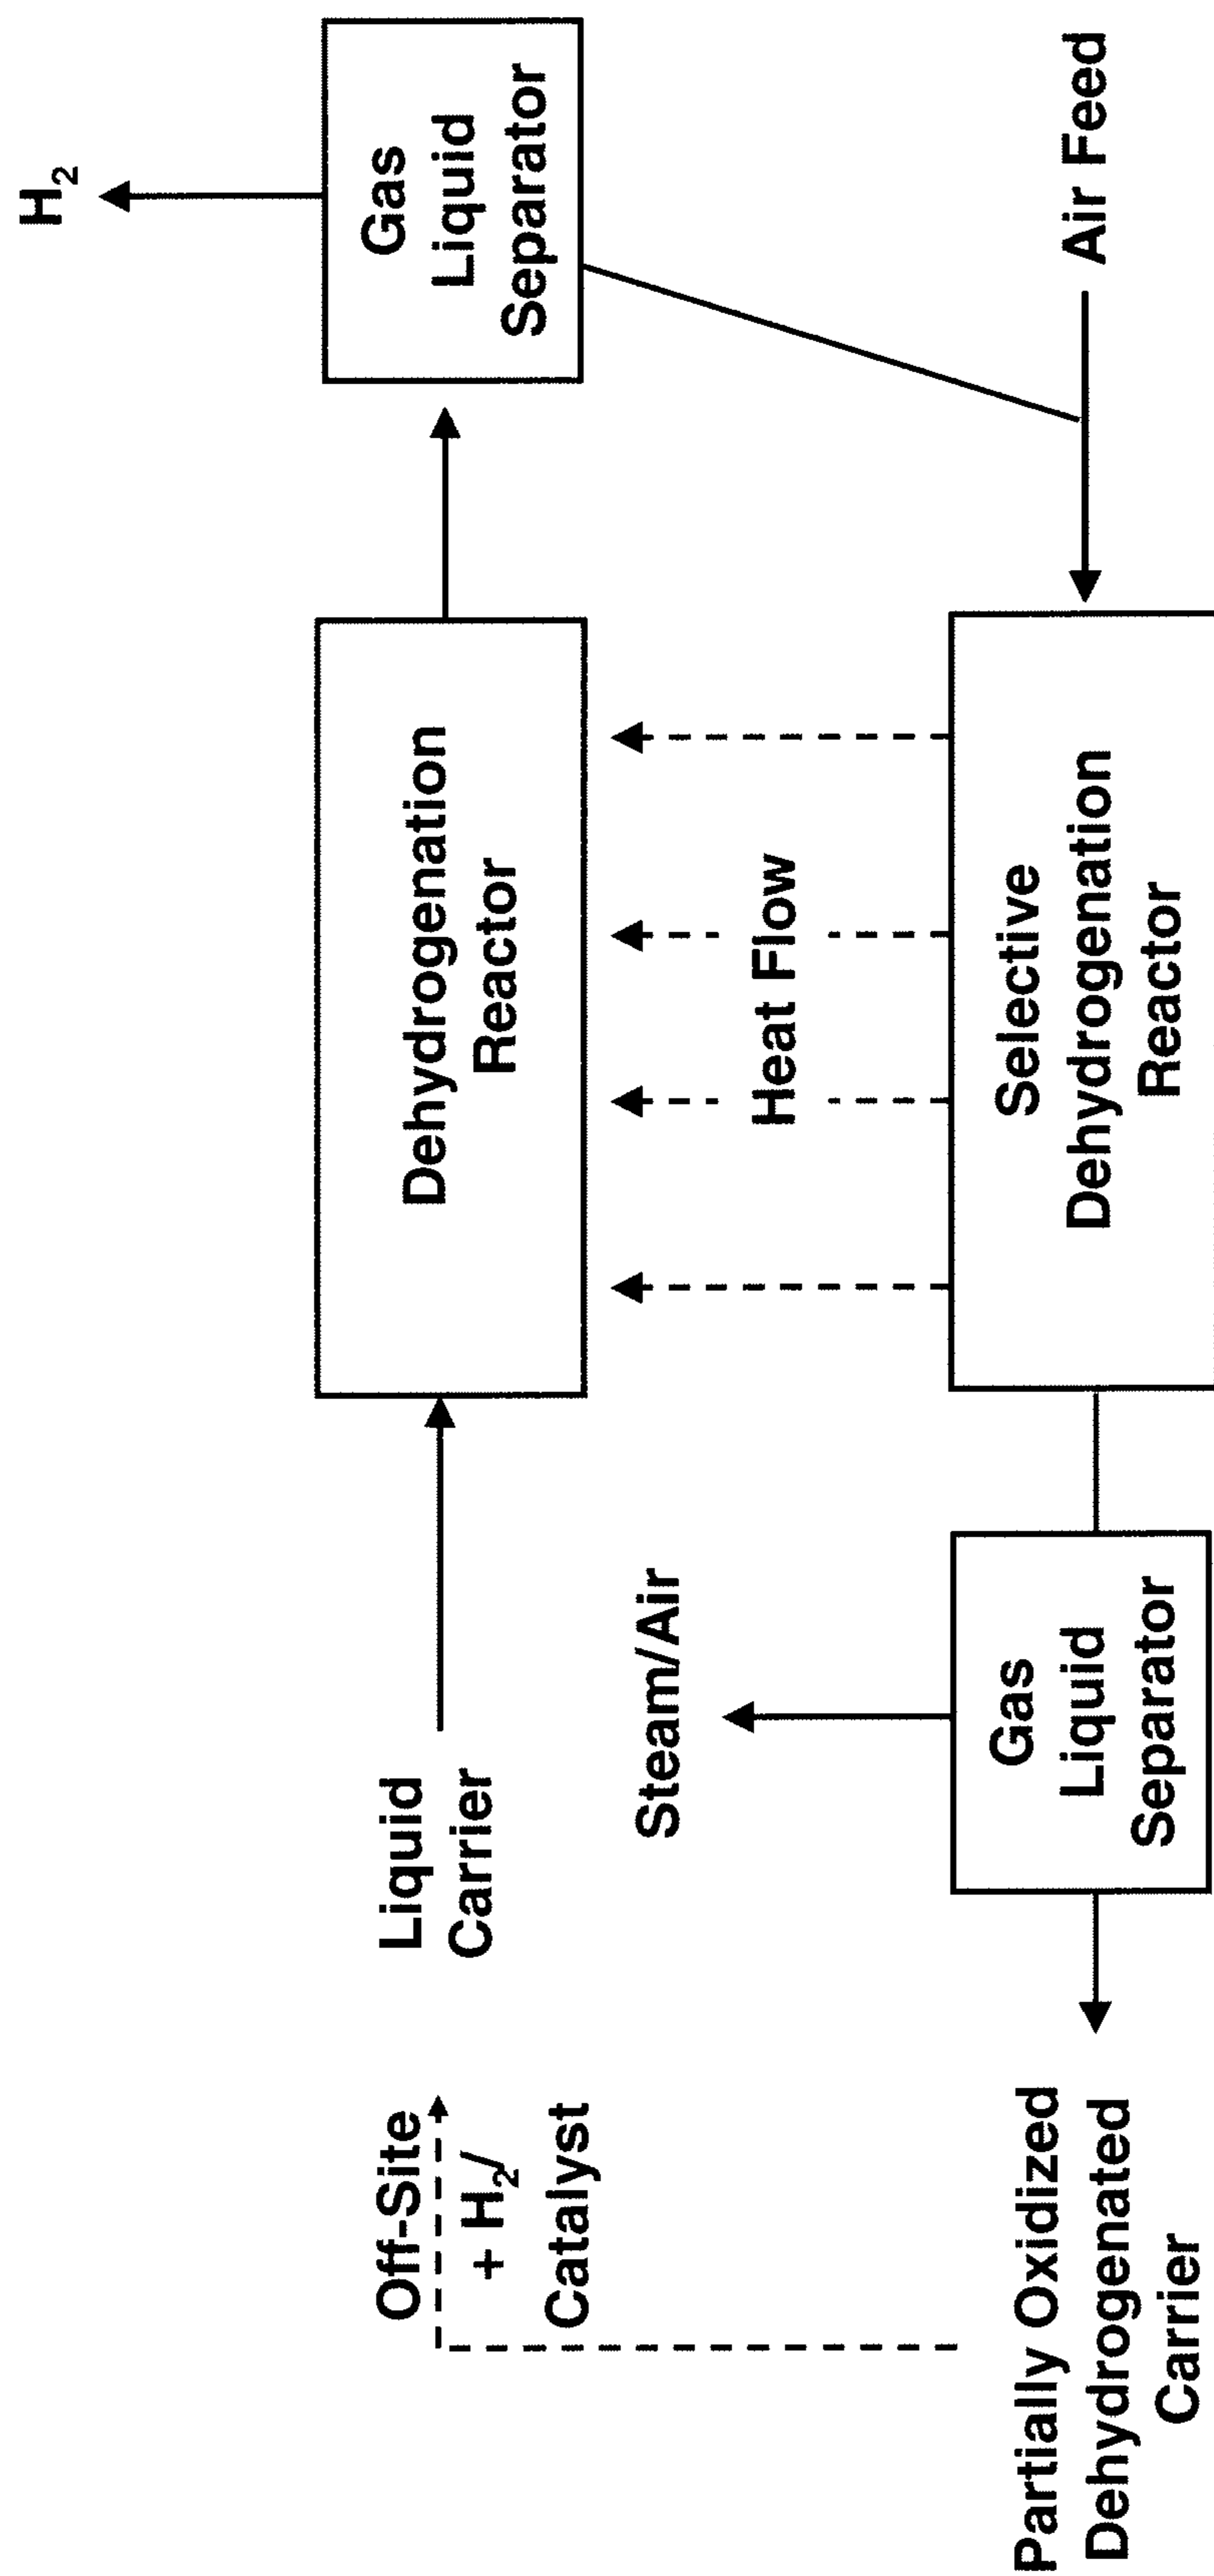 H2
Gas
Liquid
Separator
Dehydrogenation
Reactor
Liquid
Carrier
Off-Site
+ H2/
Catalyst
Heat Flow
Air Feed
Selective
Dehydrogenation
Reactor
Steam/Air
Gas
Liquid
Separator
Partially Oxidized
Dehydrogenated
Carrier